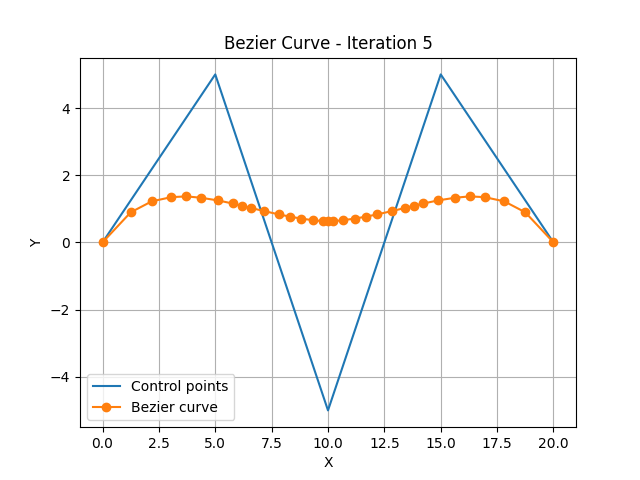 Bezier Curve - Iteration 5
Y
4
2
0
−2
−4
Control points
Bezier curve
0.0 2.5 5.0 7.5 10.0 12.5 15.0 17.5 20.0
X